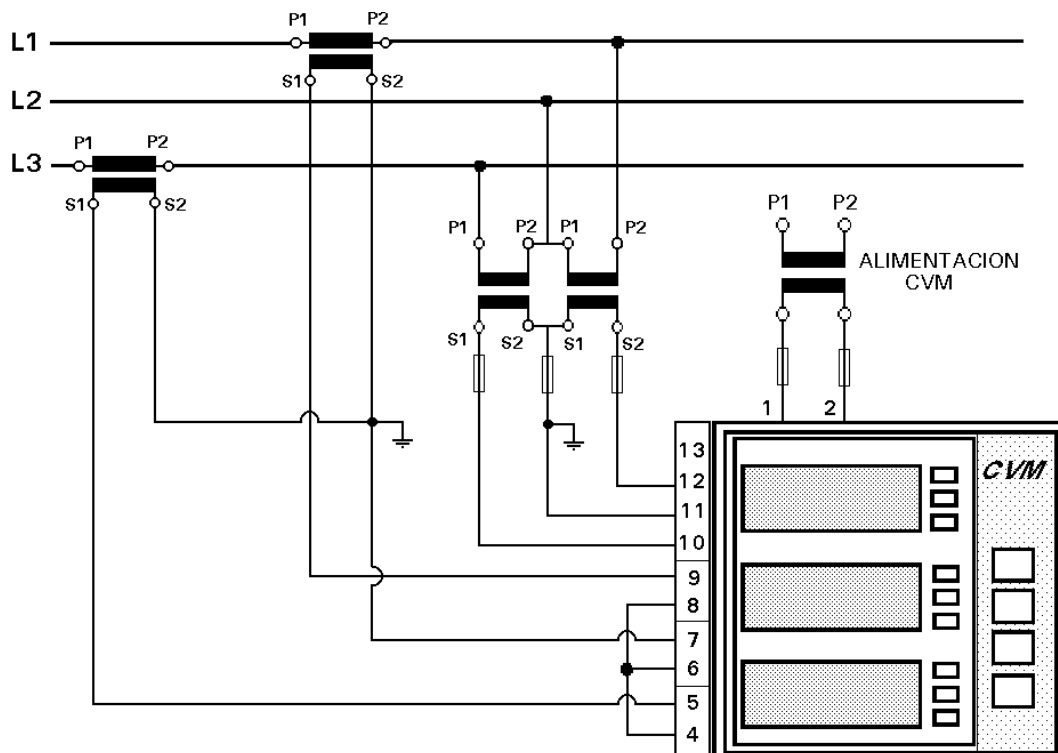 P1 P2
L1
S1 S2
L2
P1 P2
L3
S1 S2
P1 P2
P1 P2 P1 P2
ALIMENTACION
CVM
S1 S2 S1 S2
1 2
13
CVM
12
11
10
9
8
7
6
5
4